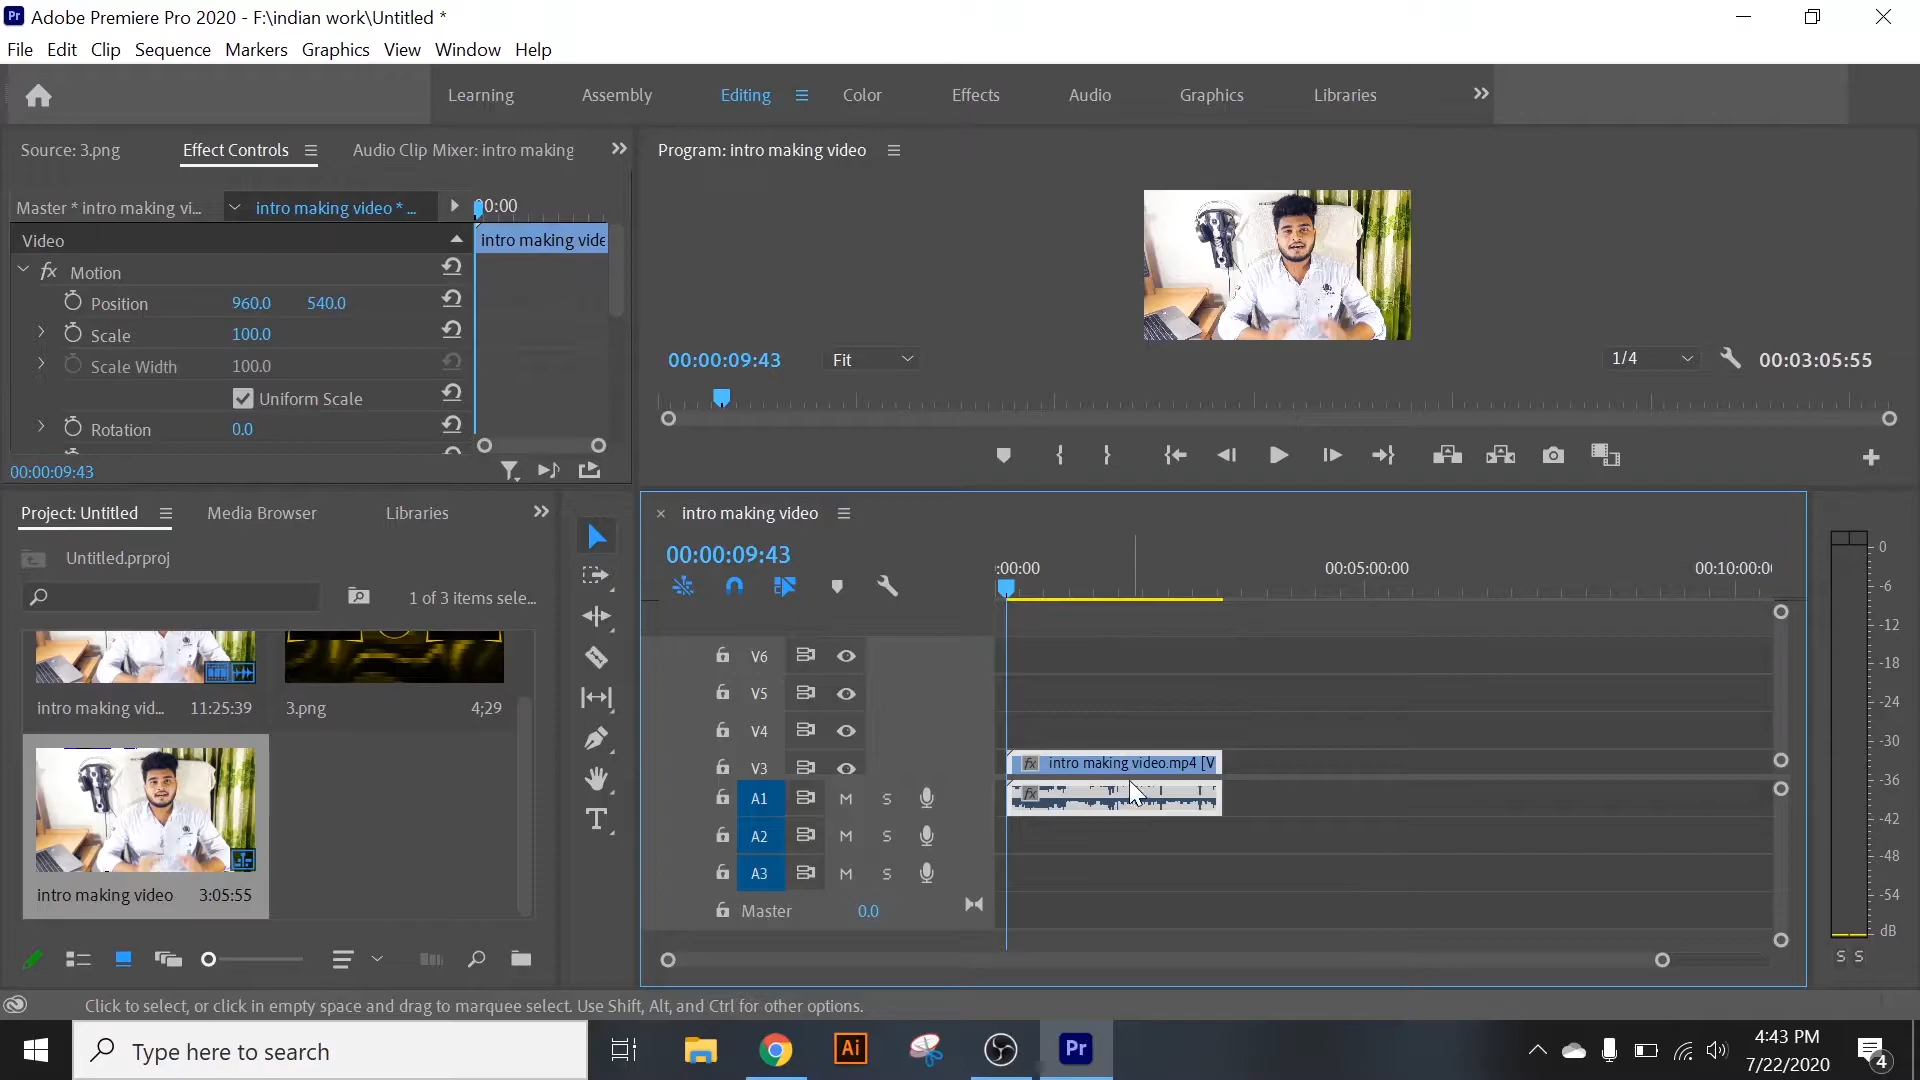 Pr Adobe Premiere Pro 2020 - F:\indian work\Untitled *
File Edit Clip Sequence Markers Graphics View Window Help
Learning Assembly Editing Color Effects Audio Graphics Libraries
Source: 3.png Effect Controls Audio Clip Mixer: intro making
Program: intro making video
Master * intro making vi... intro making video * ... 00:00
Video intro making vide
fx Motion
Position 960.0 540.0
Scale 100.0
Scale Width 100.0
Uniform Scale
Rotation 0.0
00:00:09:43
00:00:09:43 Fit 1/4 00:03:05:55
Project: Untitled Media Browser Libraries
Untitled.prproj
1 of 3 items sele...
intro making vid... 11:25:39 3.png 4;29
intro making video 3:05:55
intro making video
00:00:09:43
:00:00 00:05:00:00 00:10:00:0
V6
V5
V4
V3 fx intro making video.mp4 [V
A1 M S fx
A2 M S
A3 M S
Master 0.0
0
-6
-12
-18
-24
-30
-36
-42
-48
-54
dB
S S
Click to select, or click in empty space and drag to marquee select. Use Shift, Alt, and Ctrl for other options.
Type here to search Ai Pr 4:43 PM
7/22/2020 4